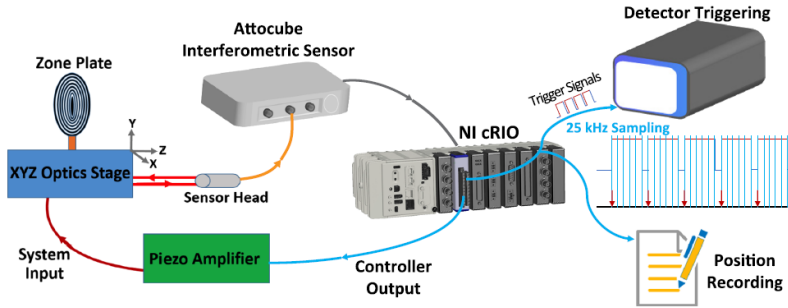 Detector Triggering
Attocube
Interferometric Sensor
Zone Plate
Trigger Signals
NI cRIO
25 kHz Sampling
Y
Z
X
XYZ Optics Stage
Sensor Head
System
Input
Piezo Amplifier
Controller
Output
Position
Recording